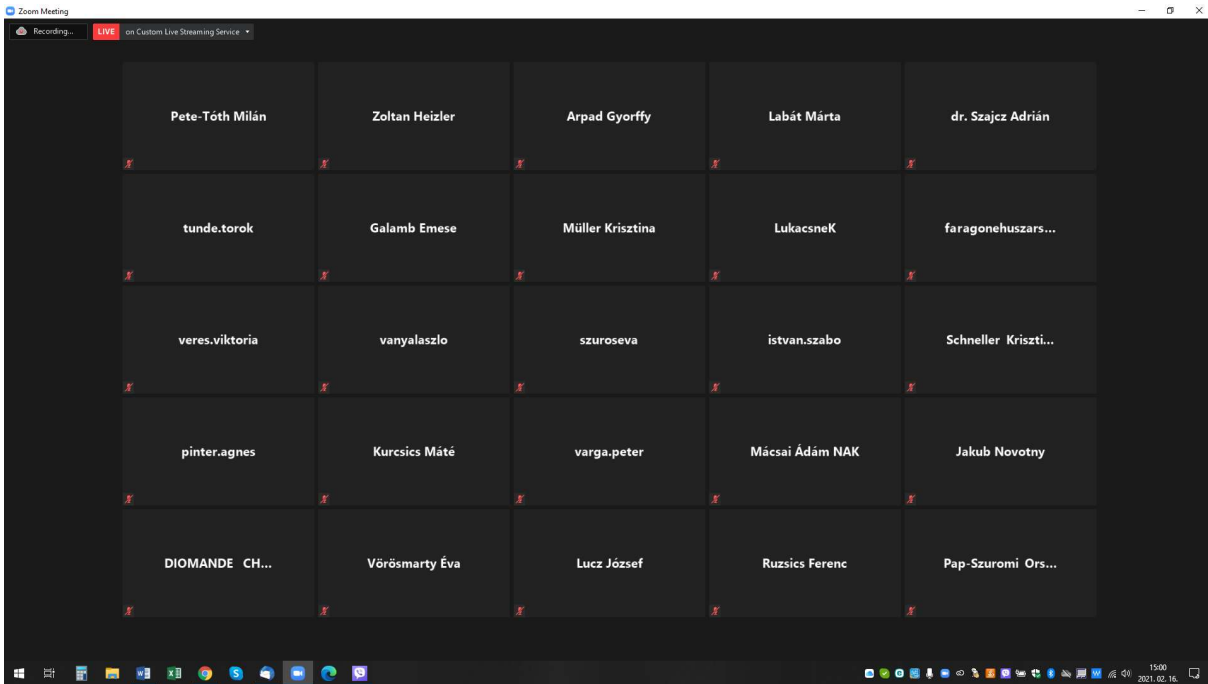 Zoom Meeting
Recording...
LIVE on Custom Live Streaming Service
Pete-Tóth Milán Zoltan Heizler Arpad Gyorffy Labát Márta dr. Szajcz Adrián
tunde.torok Galamb Emese Müller Krisztina LukacsneK faragonehuszars...
veres.viktoria vanyalaszlo szuroseva istvan.szabo Schneller Kriszti...
pinter.agnes Kurcsics Máté varga.peter Mácsai Ádám NAK Jakub Novotny
DIOMANDE CH... Vörösmarty Éva Lucz József Ruzsics Ferenc Pap-Szuromi Ors...
15:00
2021. 02. 16.